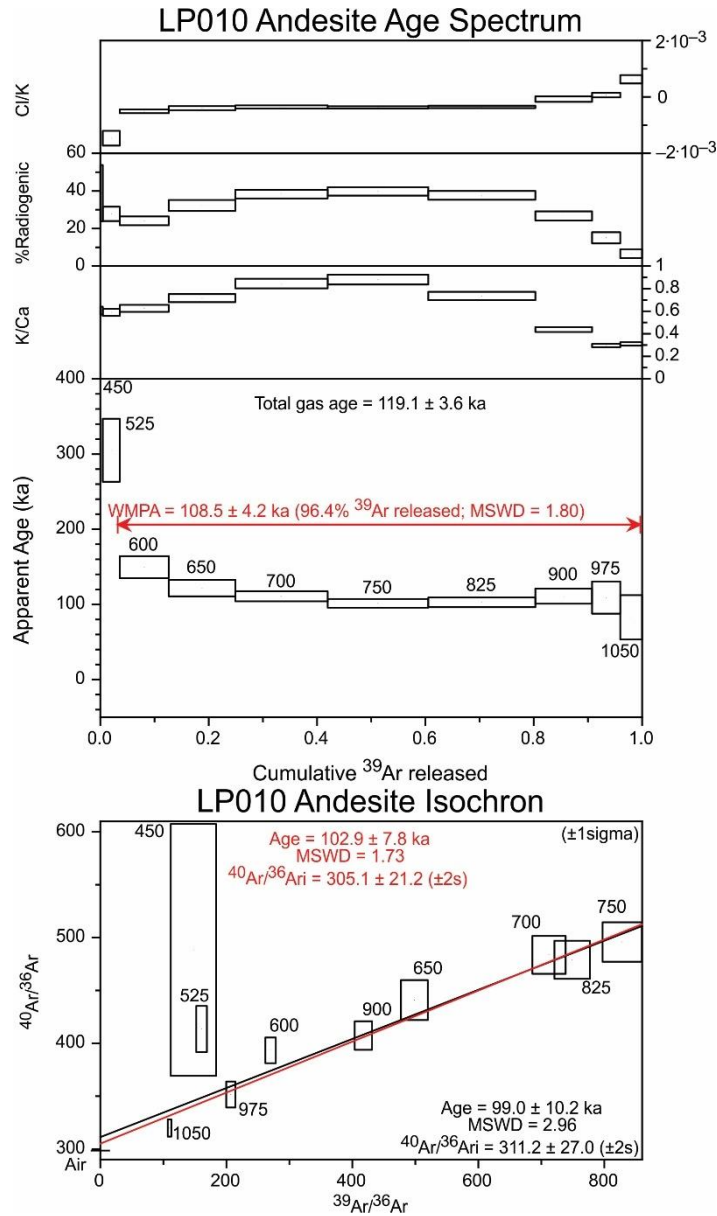 LP010 Andesite Age Spectrum
2·10⁻³
Cl/K
0
−2·10⁻³
60
%Radiogenic
40
20
0
1
K/Ca
0.8
0.6
0.4
0.2
0
400
450
525
Total gas age = 119.1 ± 3.6 ka
300
Apparent Age (ka)
WMPA = 108.5 ± 4.2 ka (96.4% ³⁹Ar released; MSWD = 1.80)
200
600
650
700
750
825
900
975
100
1050
0
0.0
0.2
0.4
0.6
0.8
1.0
Cumulative ³⁹Ar released
LP010 Andesite Isochron
600
450
Age = 102.9 ± 7.8 ka
MSWD = 1.73
⁴⁰Ar/³⁶Ari = 305.1 ± 21.2 (±2s)
(±1sigma)
700
750
500
⁴⁰Ar/³⁶Ar
525
600
650
900
825
400
975
1050
Age = 99.0 ± 10.2 ka
MSWD = 2.96
⁴⁰Ar/³⁶Ari = 311.2 ± 27.0 (±2s)
300
Air
0
200
400
600
800
³⁹Ar/³⁶Ar